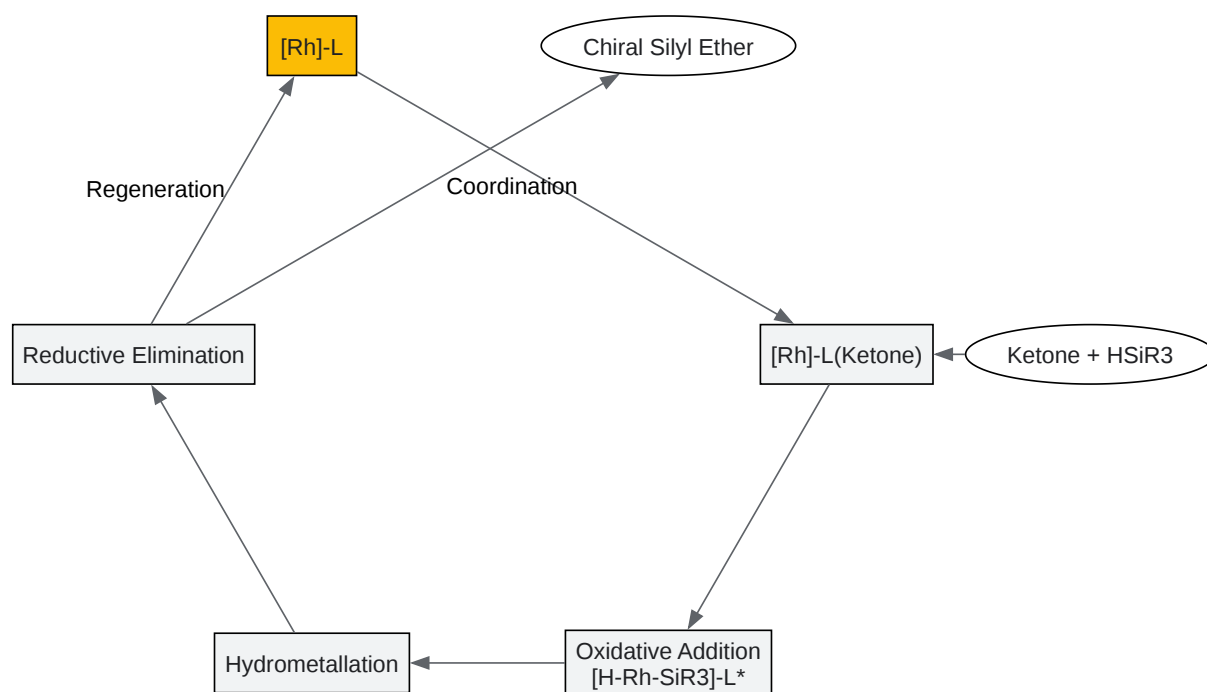 [Rh]-L
Chiral Silyl Ether
Regeneration
Coordination
Reductive Elimination
[Rh]-L(Ketone)
Ketone + HSiR3
Hydrometallation
Oxidative Addition
[H-Rh-SiR3]-L*